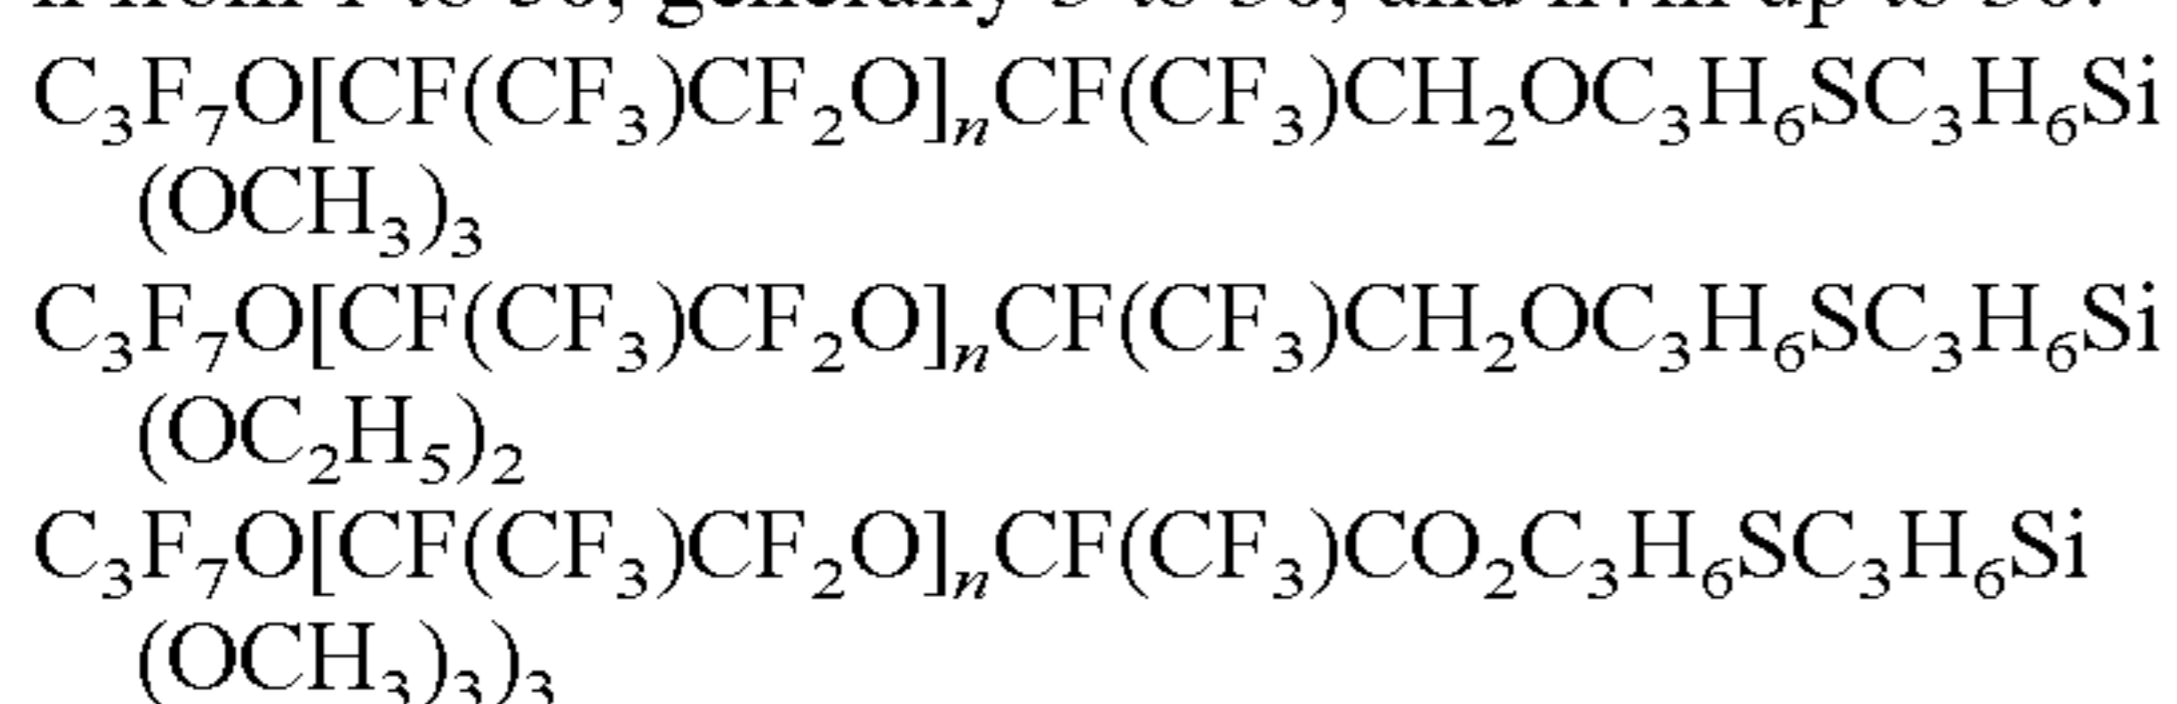 C₃F₇O[CF(CF₃)CF₂O]ₙCF(CF₃)CH₂OC₃H₆SC₃H₆Si
(OCH₃)₃
C₃F₇O[CF(CF₃)CF₂O]ₙCF(CF₃)CH₂OC₃H₆SC₃H₆Si
(OC₂H₅)₂
C₃F₇O[CF(CF₃)CF₂O]ₙCF(CF₃)CO₂C₃H₆SC₃H₆Si
(OCH₃)₃)₃